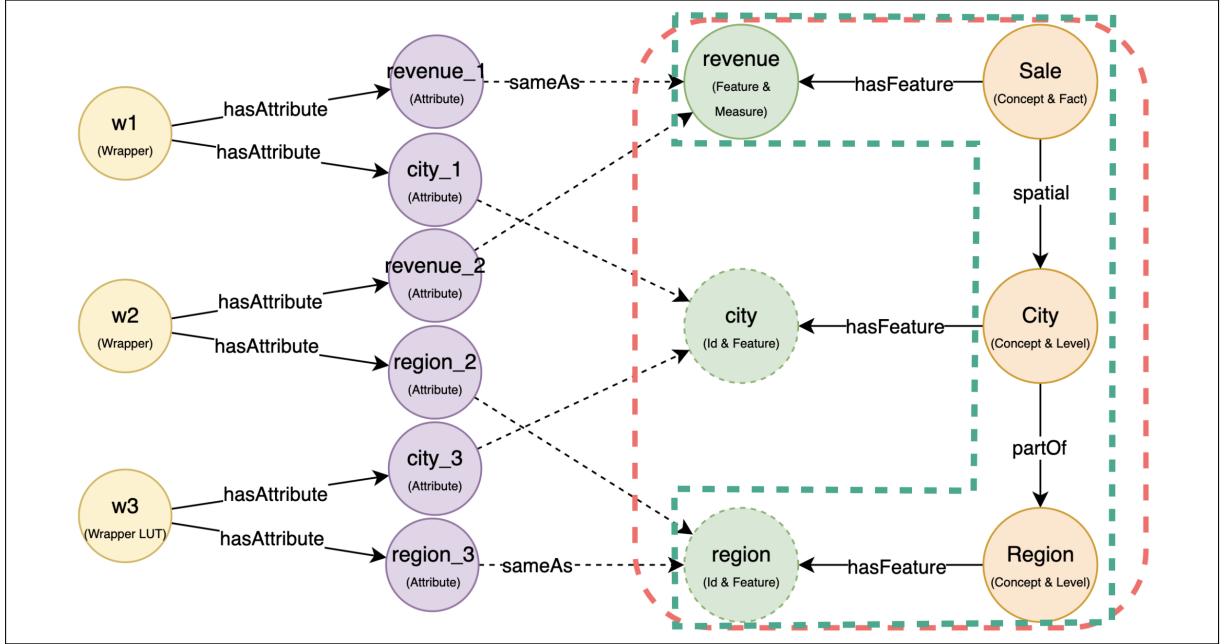 revenue_1
(Attribute)
sameAs
revenue
(Feature &
Measure)
hasFeature
Sale
(Concept & Fact)
w1
(Wrapper)
hasAttribute
hasAttribute
city_1
(Attribute)
spatial
revenue_2
(Attribute)
w2
(Wrapper)
hasAttribute
hasAttribute
city
(Id & Feature)
hasFeature
City
(Concept & Level)
region_2
(Attribute)
partOf
city_3
(Attribute)
w3
(Wrapper LUT)
hasAttribute
hasAttribute
region_3
(Attribute)
sameAs
region
(Id & Feature)
hasFeature
Region
(Concept & Level)